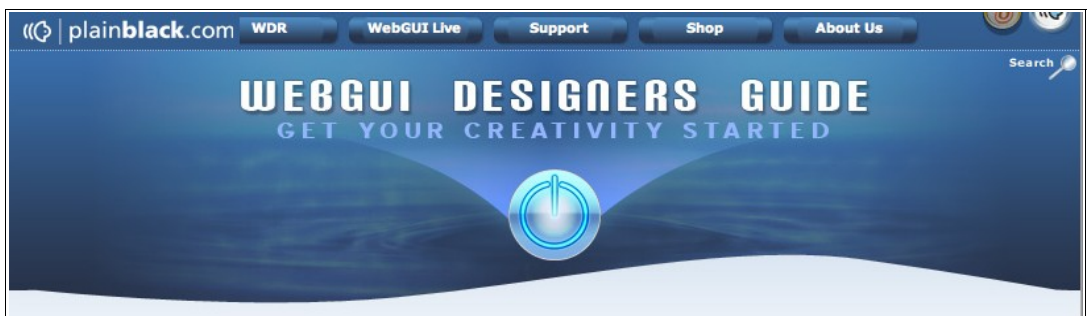 plainblack.com WDR WebGUI Live Support Shop About Us
Search
WEBGUI DESIGNERS GUIDE
GET YOUR CREATIVITY STARTED